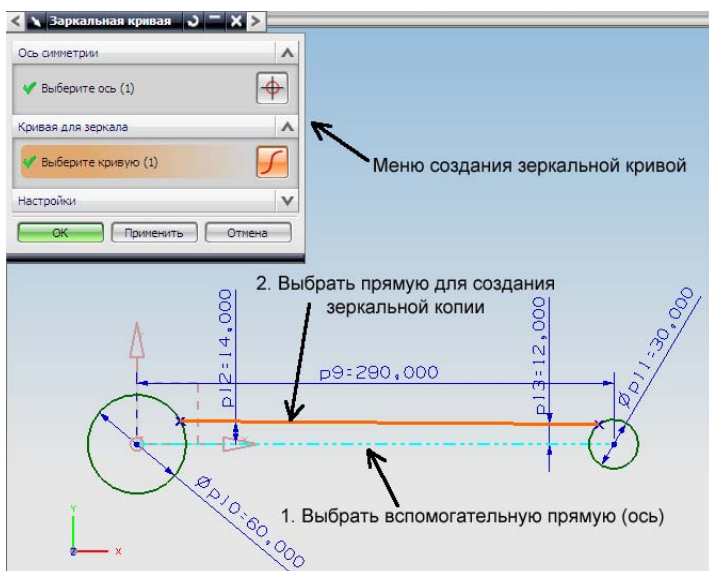 Заркальная кривая
Ось симметрии
Выберите ось (1)
Кривая для зеркала
Выберите кривую (1)
Настройки
ОК Применить Отмена
Меню создания зеркальной кривой
2. Выбрать прямую для создания
зеркальной копии
p12=14,000
p9=290,000
p13=12,000
Øp11=30,000
Øp10=60,000
1. Выбрать вспомогательную прямую (ось)
Y
Z
X